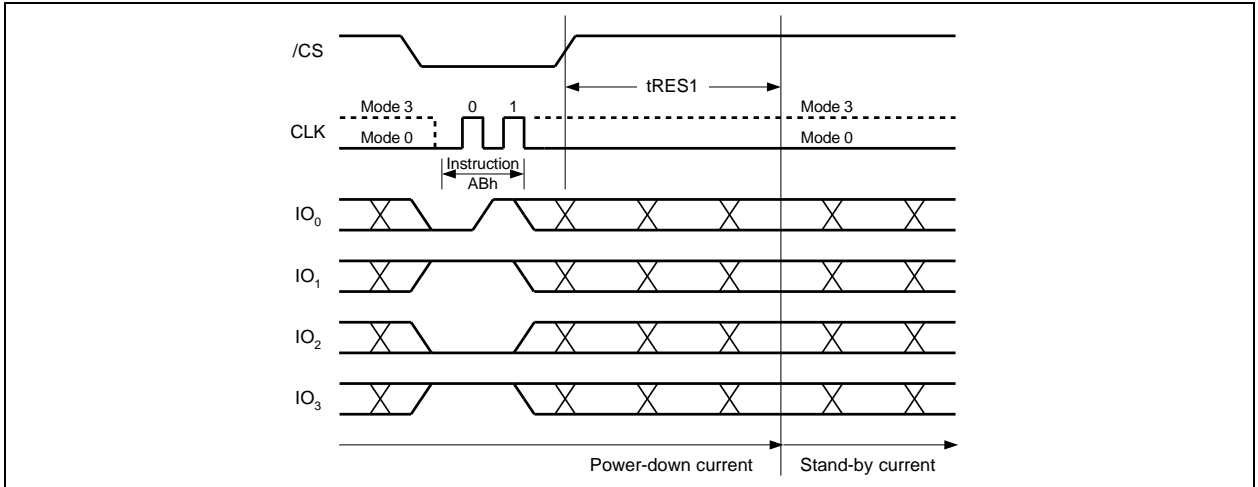 /CS
tRES1
Mode 3 0 1 Mode 3
CLK
Mode 0 Mode 0
Instruction
ABh
IO0
IO1
IO2
IO3
Power-down current Stand-by current